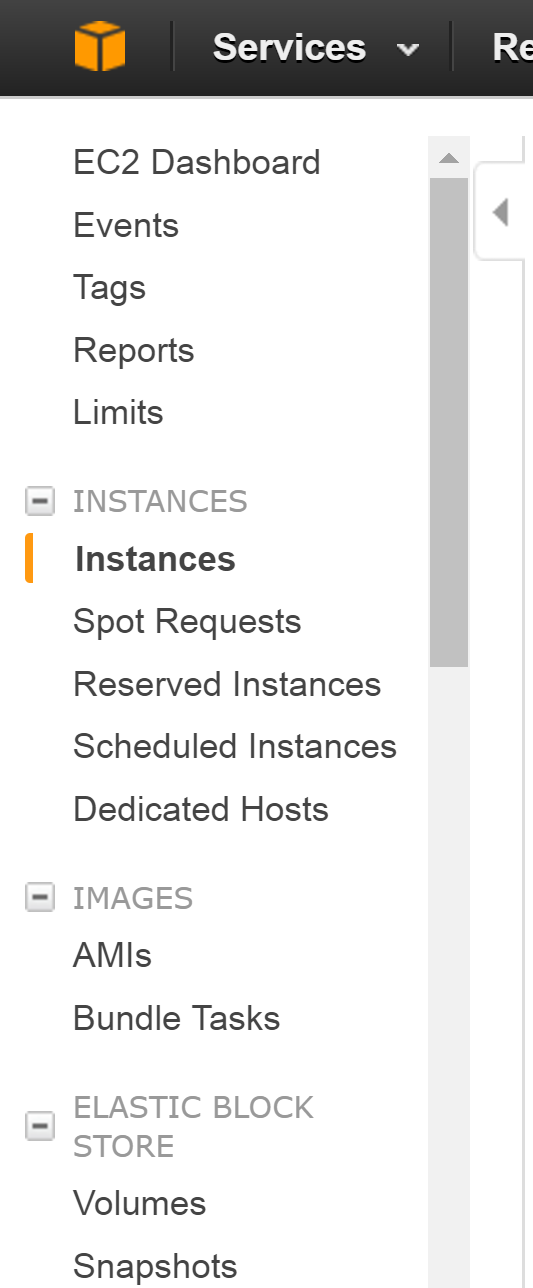 Services Re
EC2 Dashboard
Events
Tags
Reports
Limits
INSTANCES
Instances
Spot Requests
Reserved Instances
Scheduled Instances
Dedicated Hosts
IMAGES
AMIs
Bundle Tasks
ELASTIC BLOCK
STORE
Volumes
Snapshots